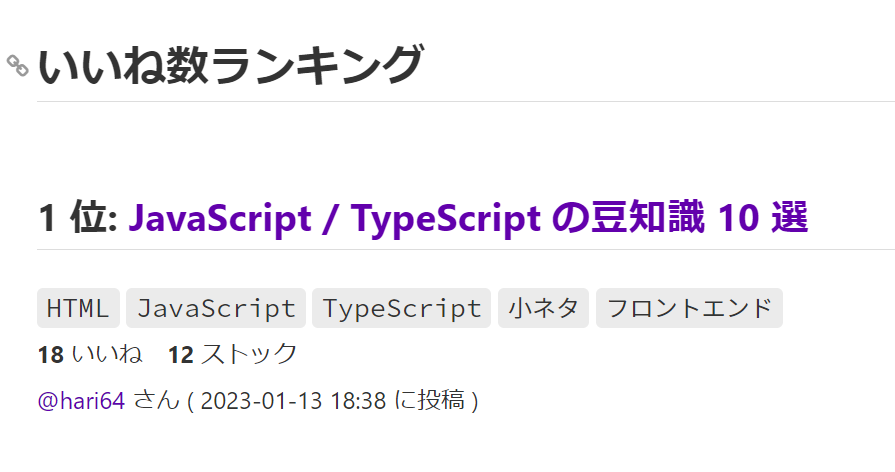 いいね数ランキング
1 位: JavaScript / TypeScript の豆知識 10 選
HTML JavaScript TypeScript 小ネタ フロントエンド
18 いいね 12 ストック
@hari64 さん ( 2023-01-13 18:38 に投稿 )